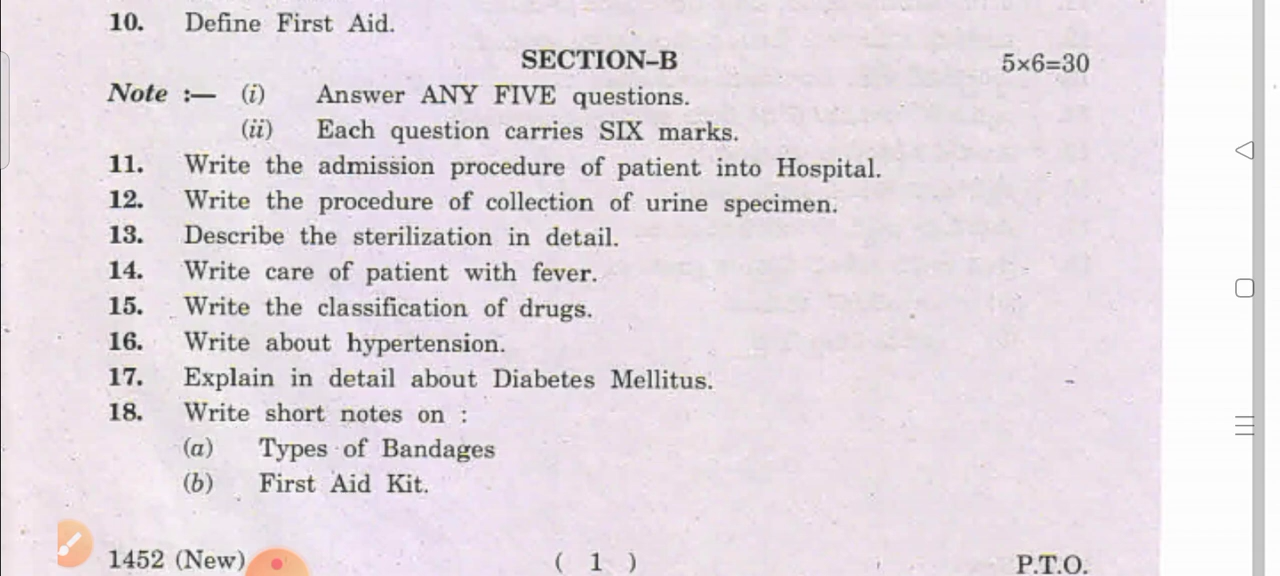 10. Define First Aid.
SECTION–B 5×6=30
Note :— (i) Answer ANY FIVE questions.
(ii) Each question carries SIX marks.
11. Write the admission procedure of patient into Hospital.
12. Write the procedure of collection of urine specimen.
13. Describe the sterilization in detail.
14. Write care of patient with fever.
15. Write the classification of drugs.
16. Write about hypertension.
17. Explain in detail about Diabetes Mellitus.
18. Write short notes on :
(a) Types of Bandages
(b) First Aid Kit.
1452 (New) ( 1 ) P.T.O.